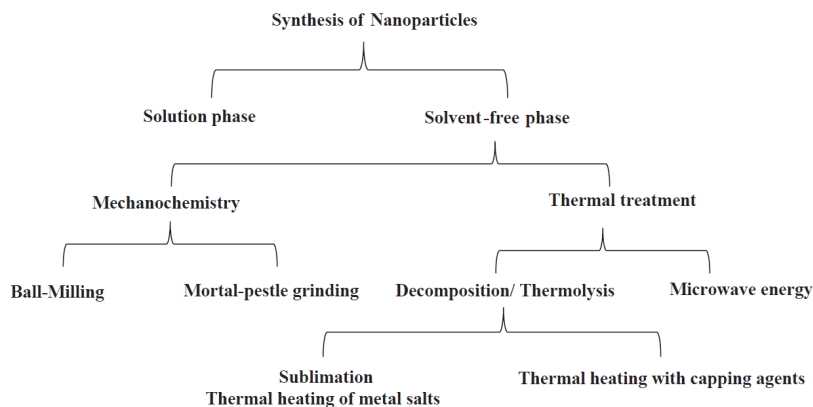 Synthesis of Nanoparticles
Solution phase
Solvent-free phase
Mechanochemistry
Thermal treatment
Ball-Milling
Mortal-pestle grinding
Decomposition/ Thermolysis
Microwave energy
Sublimation
Thermal heating of metal salts
Thermal heating with capping agents